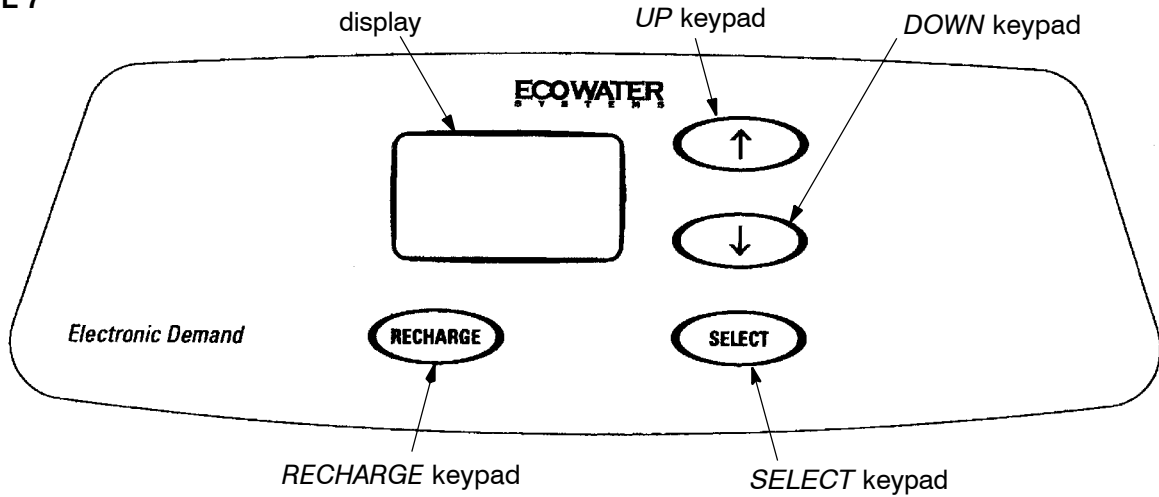 display
UP keypad
DOWN keypad
ECOWATER
SYSTEMS
↑
↓
Electronic Demand
RECHARGE
SELECT
RECHARGE keypad
SELECT keypad